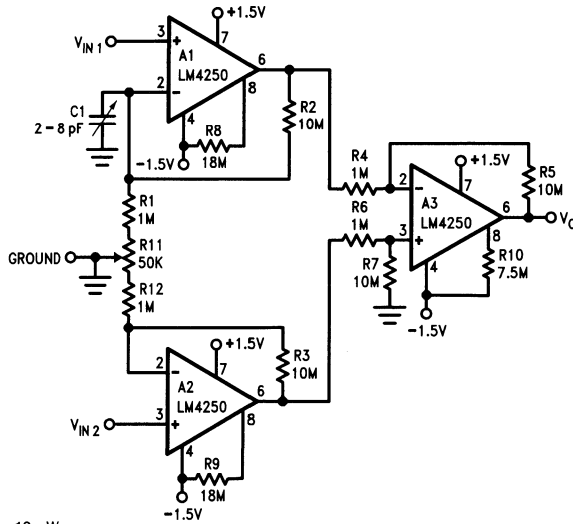 +1.5V
VIN 1
3
+
7
A1
6
LM4250
2
−
8
C1
2–8 pF
4
R8
18M
−1.5V
R2
10M
R1
1M
R11
50K
GROUND
R12
1M
R4
1M
R6
1M
R7
10M
+1.5V
2
−
7
A3
6
LM4250
3
+
8
4
R5
10M
R10
7.5M
−1.5V
+1.5V
2
−
7
A2
6
LM4250
VIN 2
3
+
8
4
R3
10M
R9
18M
−1.5V